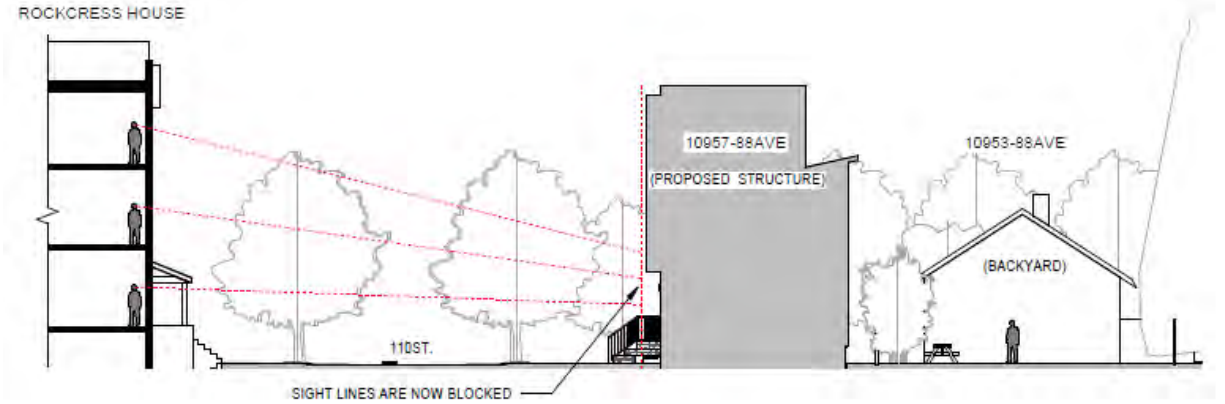 ROCKCRESS HOUSE
10957-88AVE
10953-88AVE
(PROPOSED STRUCTURE)
(BACKYARD)
110ST.
SIGHT LINES ARE NOW BLOCKED